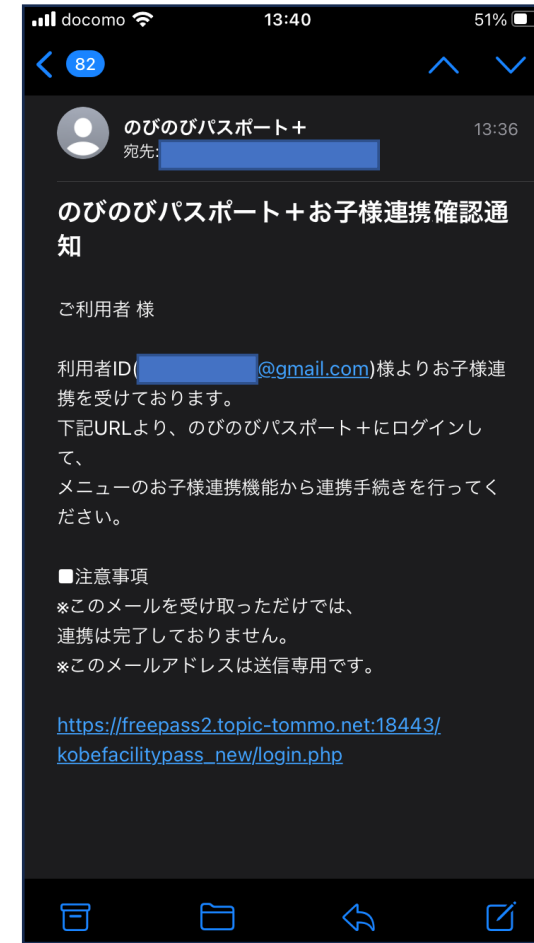 docomo 13:40 51%
82
のびのびパスポート＋ 13:36
宛先:
のびのびパスポート＋お子様連携確認通
知
ご利用者 様
利用者ID( @gmail.com)様よりお子様連
携を受けております。
下記URLより、のびのびパスポート＋にログインし
て、
メニューのお子様連携機能から連携手続きを行ってく
ださい。
■注意事項
※このメールを受け取っただけでは、
連携は完了しておりません。
※このメールアドレスは送信専用です。
https://freepass2.topic-tommo.net:18443/
kobefacilitypass_new/login.php